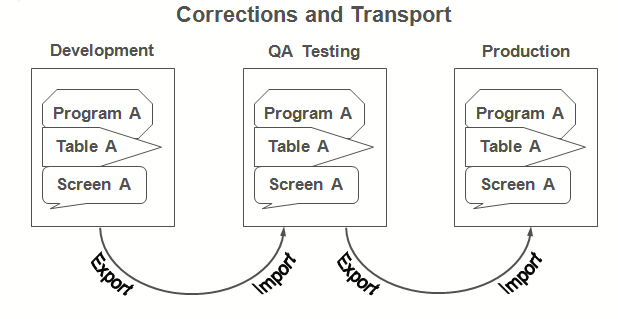 Corrections and Transport
Development
QA Testing
Production
Program A
Table A
Screen A
Program A
Table A
Screen A
Program A
Table A
Screen A
Export
Import
Export
Import